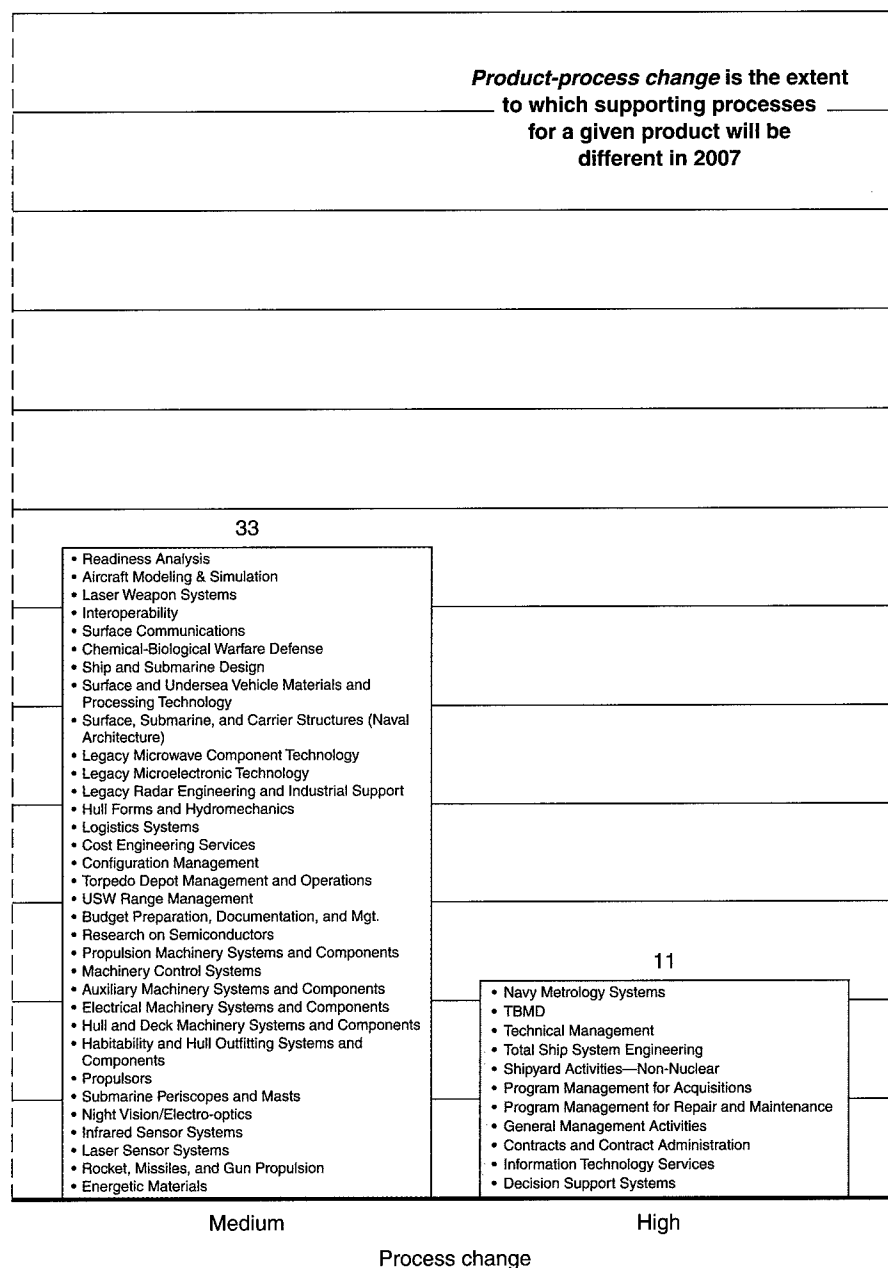 Product-process change is the extent
to which supporting processes
for a given product will be
different in 2007
33
• Readiness Analysis
• Aircraft Modeling & Simulation
• Laser Weapon Systems
• Interoperability
• Surface Communications
• Chemical-Biological Warfare Defense
• Ship and Submarine Design
• Surface and Undersea Vehicle Materials and
Processing Technology
• Surface, Submarine, and Carrier Structures (Naval
Architecture)
• Legacy Microwave Component Technology
• Legacy Microelectronic Technology
• Legacy Radar Engineering and Industrial Support
• Hull Forms and Hydromechanics
• Logistics Systems
• Cost Engineering Services
• Configuration Management
• Torpedo Depot Management and Operations
• USW Range Management
• Budget Preparation, Documentation, and Mgt.
• Research on Semiconductors
• Propulsion Machinery Systems and Components
• Machinery Control Systems
• Auxiliary Machinery Systems and Components
• Electrical Machinery Systems and Components
• Hull and Deck Machinery Systems and Components
• Habitability and Hull Outfitting Systems and
Components
• Propulsors
• Submarine Periscopes and Masts
• Night Vision/Electro-optics
• Infrared Sensor Systems
• Laser Sensor Systems
• Rocket, Missiles, and Gun Propulsion
• Energetic Materials
11
• Navy Metrology Systems
• TBMD
• Technical Management
• Total Ship System Engineering
• Shipyard Activities—Non-Nuclear
• Program Management for Acquisitions
• Program Management for Repair and Maintenance
• General Management Activities
• Contracts and Contract Administration
• Information Technology Services
• Decision Support Systems
Medium
High
Process change